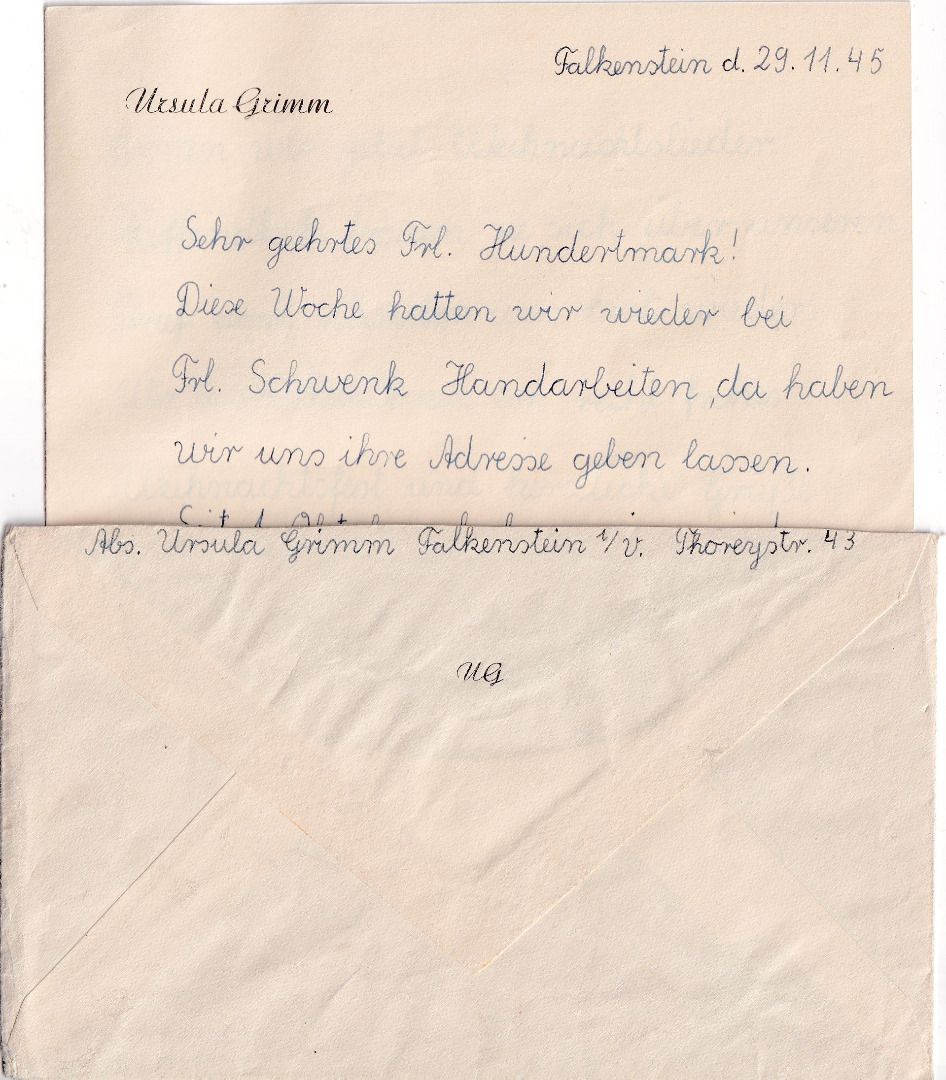 Falkenstein d. 29.11.45
Ursula Grimm
Sehr geehrtes Frl. Hundertmark!
Diese Woche hatten wir wieder bei
Frl. Schwenk Handarbeiten, da haben
wir uns ihre Adresse geben lassen.
Abs. Ursula Grimm Falkenstein i/V. Thoreystr. 43
UG